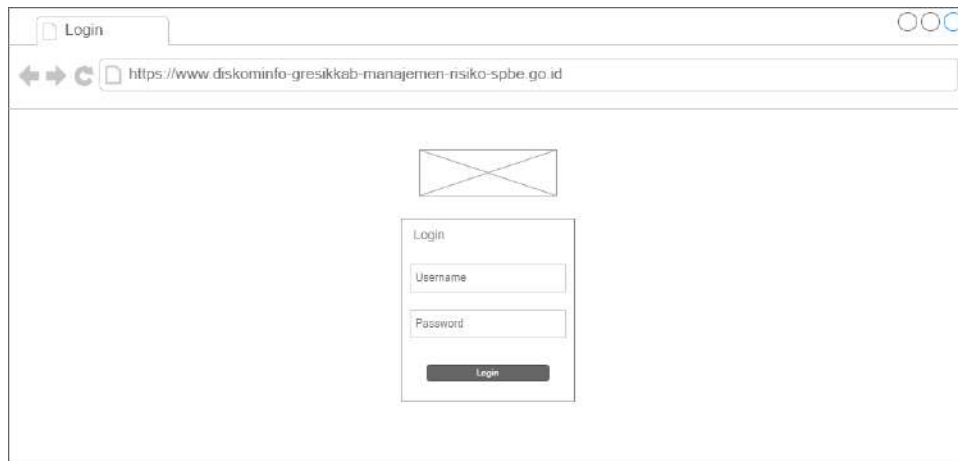 Login
https://www.diskominfo-gresikkab-manajemen-risiko-spbe.go.id
Login
Username
Password
Login